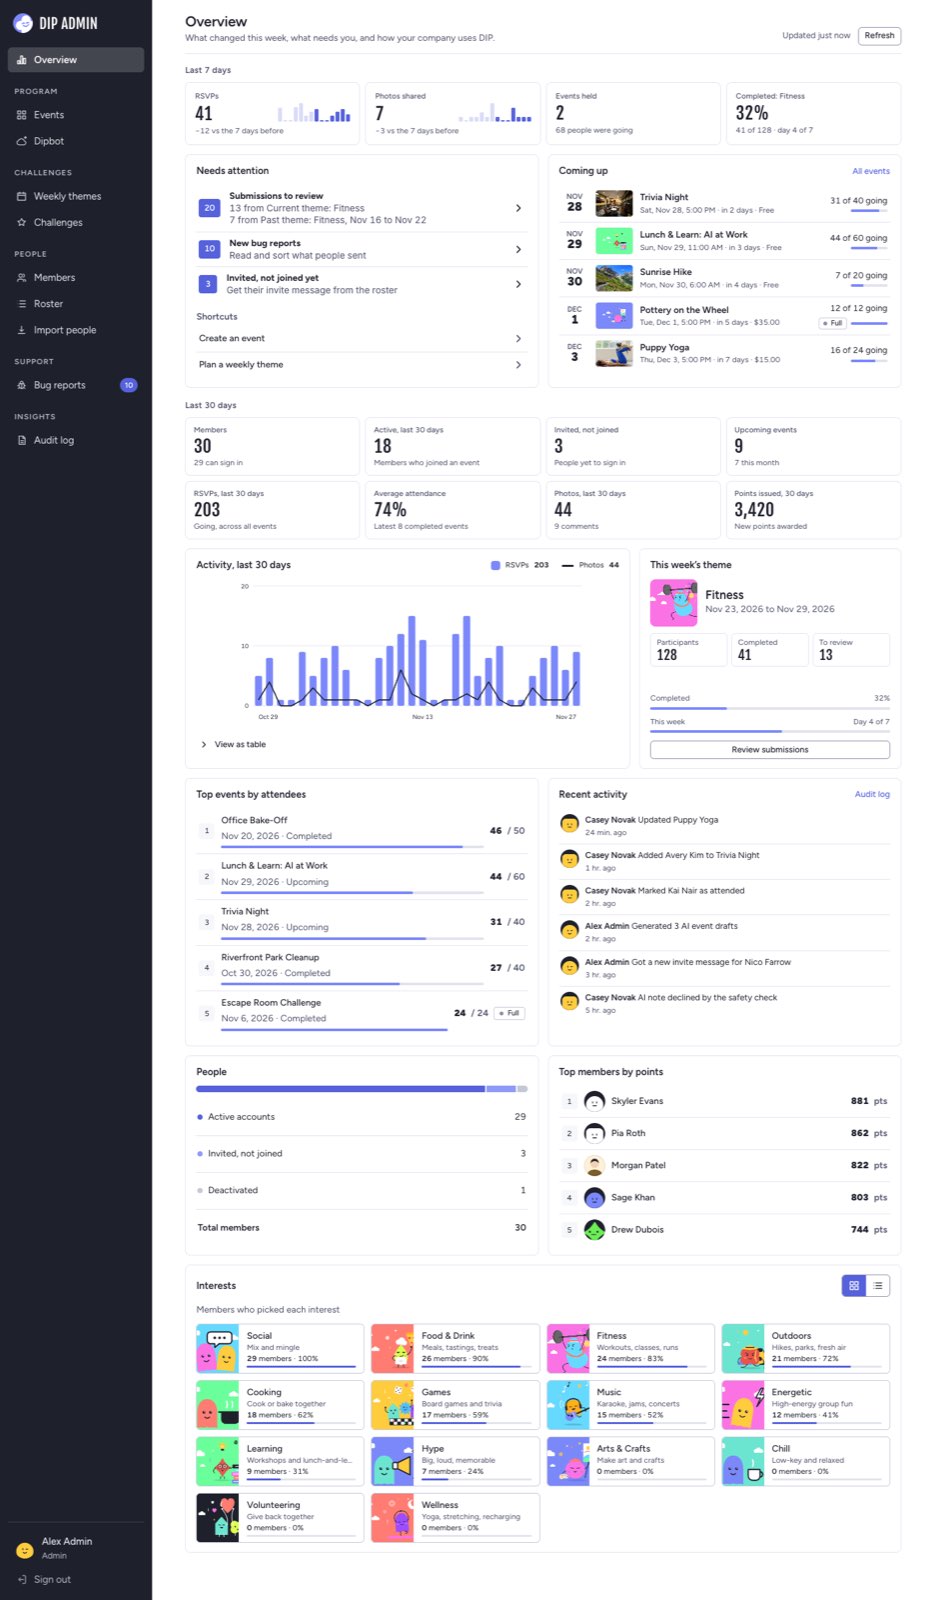 DIP ADMIN
Overview
PROGRAM
Events
Dipbot
CHALLENGES
Weekly themes
Challenges
PEOPLE
Members
Roster
Import people
SUPPORT
Bug reports 10
INSIGHTS
Audit log
Alex Admin
Admin
Sign out
Overview
What changed this week, what needs you, and how your company uses DIP.
Updated just now Refresh
Last 7 days
RSVPs
41
-12 vs the 7 days before
Photos shared
7
-3 vs the 7 days before
Events held
2
68 people were going
Completed: Fitness
32%
41 of 128 · day 4 of 7
Needs attention
20 Submissions to review
13 from Current theme: Fitness
7 from Past theme: Fitness, Nov 16 to Nov 22
10 New bug reports
Read and sort what people sent
3 Invited, not joined yet
Get their invite message from the roster
Shortcuts
Create an event
Plan a weekly theme
Coming up All events
NOV 28 Trivia Night 31 of 40 going
Sat, Nov 28, 5:00 PM · in 2 days · Free
NOV 29 Lunch & Learn: AI at Work 44 of 60 going
Sun, Nov 29, 11:00 AM · in 3 days · Free
NOV 30 Sunrise Hike 7 of 20 going
Mon, Nov 30, 6:00 AM · in 4 days · Free
DEC 1 Pottery on the Wheel 12 of 12 going
Tue, Dec 1, 5:00 PM · in 5 days · $35.00 Full
DEC 3 Puppy Yoga 16 of 24 going
Thu, Dec 3, 5:00 PM · in 7 days · $15.00
Last 30 days
Members
30
29 can sign in
Active, last 30 days
18
Members who joined an event
Invited, not joined
3
People yet to sign in
Upcoming events
9
7 this month
RSVPs, last 30 days
203
Going, across all events
Average attendance
74%
Latest 8 completed events
Photos, last 30 days
44
9 comments
Points issued, 30 days
3,420
New points awarded
Activity, last 30 days RSVPs 203 Photos 44
20
10
0
Oct 29 Nov 13 Nov 27
View as table
This week's theme
Fitness
Nov 23, 2026 to Nov 29, 2026
Participants
128
Completed
41
To review
13
Completed 32%
This week Day 4 of 7
Review submissions
Top events by attendees
1 Office Bake-Off 46 / 50
Nov 20, 2026 · Completed
2 Lunch & Learn: AI at Work 44 / 60
Nov 29, 2026 · Upcoming
3 Trivia Night 31 / 40
Nov 28, 2026 · Upcoming
4 Riverfront Park Cleanup 27 / 40
Oct 30, 2026 · Completed
5 Escape Room Challenge 24 / 24 Full
Nov 6, 2026 · Completed
Recent activity Audit log
Casey Novak Updated Puppy Yoga
24 min. ago
Casey Novak Added Avery Kim to Trivia Night
1 hr. ago
Casey Novak Marked Kai Nair as attended
2 hr. ago
Alex Admin Generated 3 AI event drafts
2 hr. ago
Alex Admin Got a new invite message for Nico Farrow
3 hr. ago
Casey Novak AI note declined by the safety check
5 hr. ago
People
Active accounts 29
Invited, not joined 3
Deactivated 1
Total members 30
Top members by points
1 Skyler Evans 881 pts
2 Pia Roth 862 pts
3 Morgan Patel 822 pts
4 Sage Khan 803 pts
5 Drew Dubois 744 pts
Interests
Members who picked each interest
Social
Mix and mingle
29 members · 100%
Food & Drink
Meals, tastings, treats
26 members · 90%
Fitness
Workouts, classes, runs
24 members · 83%
Outdoors
Hikes, parks, fresh air
21 members · 72%
Cooking
Cook or bake together
18 members · 62%
Games
Board games and trivia
17 members · 59%
Music
Karaoke, jams, concerts
15 members · 52%
Energetic
High-energy group fun
12 members · 41%
Learning
Workshops and lunch-and-le...
9 members · 31%
Hype
Big, loud, memorable
7 members · 24%
Arts & Crafts
Make art and crafts
0 members · 0%
Chill
Low-key and relaxed
0 members · 0%
Volunteering
Give back together
0 members · 0%
Wellness
Yoga, stretching, recharging
0 members · 0%